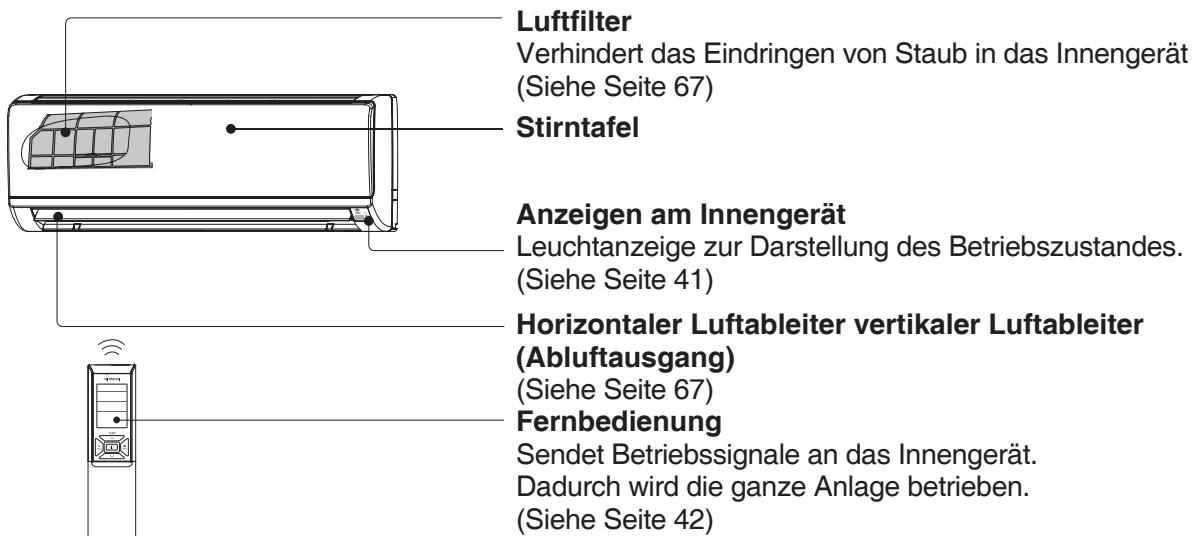 Luftfilter
Verhindert das Eindringen von Staub in das Innengerät
(Siehe Seite 67)
Stirntafel
Anzeigen am Innengerät
Leuchtanzeige zur Darstellung des Betriebszustandes.
(Siehe Seite 41)
Horizontaler Luftableiter vertikaler Luftableiter
(Abluftausgang)
(Siehe Seite 67)
Fernbedienung
Sendet Betriebssignale an das Innengerät.
Dadurch wird die ganze Anlage betrieben.
(Siehe Seite 42)
HITACHI